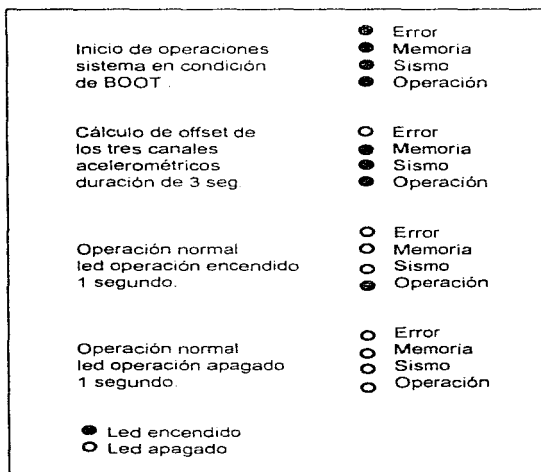 Inicio de operaciones
sistema en condición
de BOOT.
Error
Memoria
Sismo
Operación
Cálculo de offset de
los tres canales
acelerométricos
duración de 3 seg.
Error
Memoria
Sismo
Operación
Operación normal
led operación encendido
1 segundo.
Error
Memoria
Sismo
Operación
Operación normal
led operación apagado
1 segundo.
Error
Memoria
Sismo
Operación
Led encendido
Led apagado